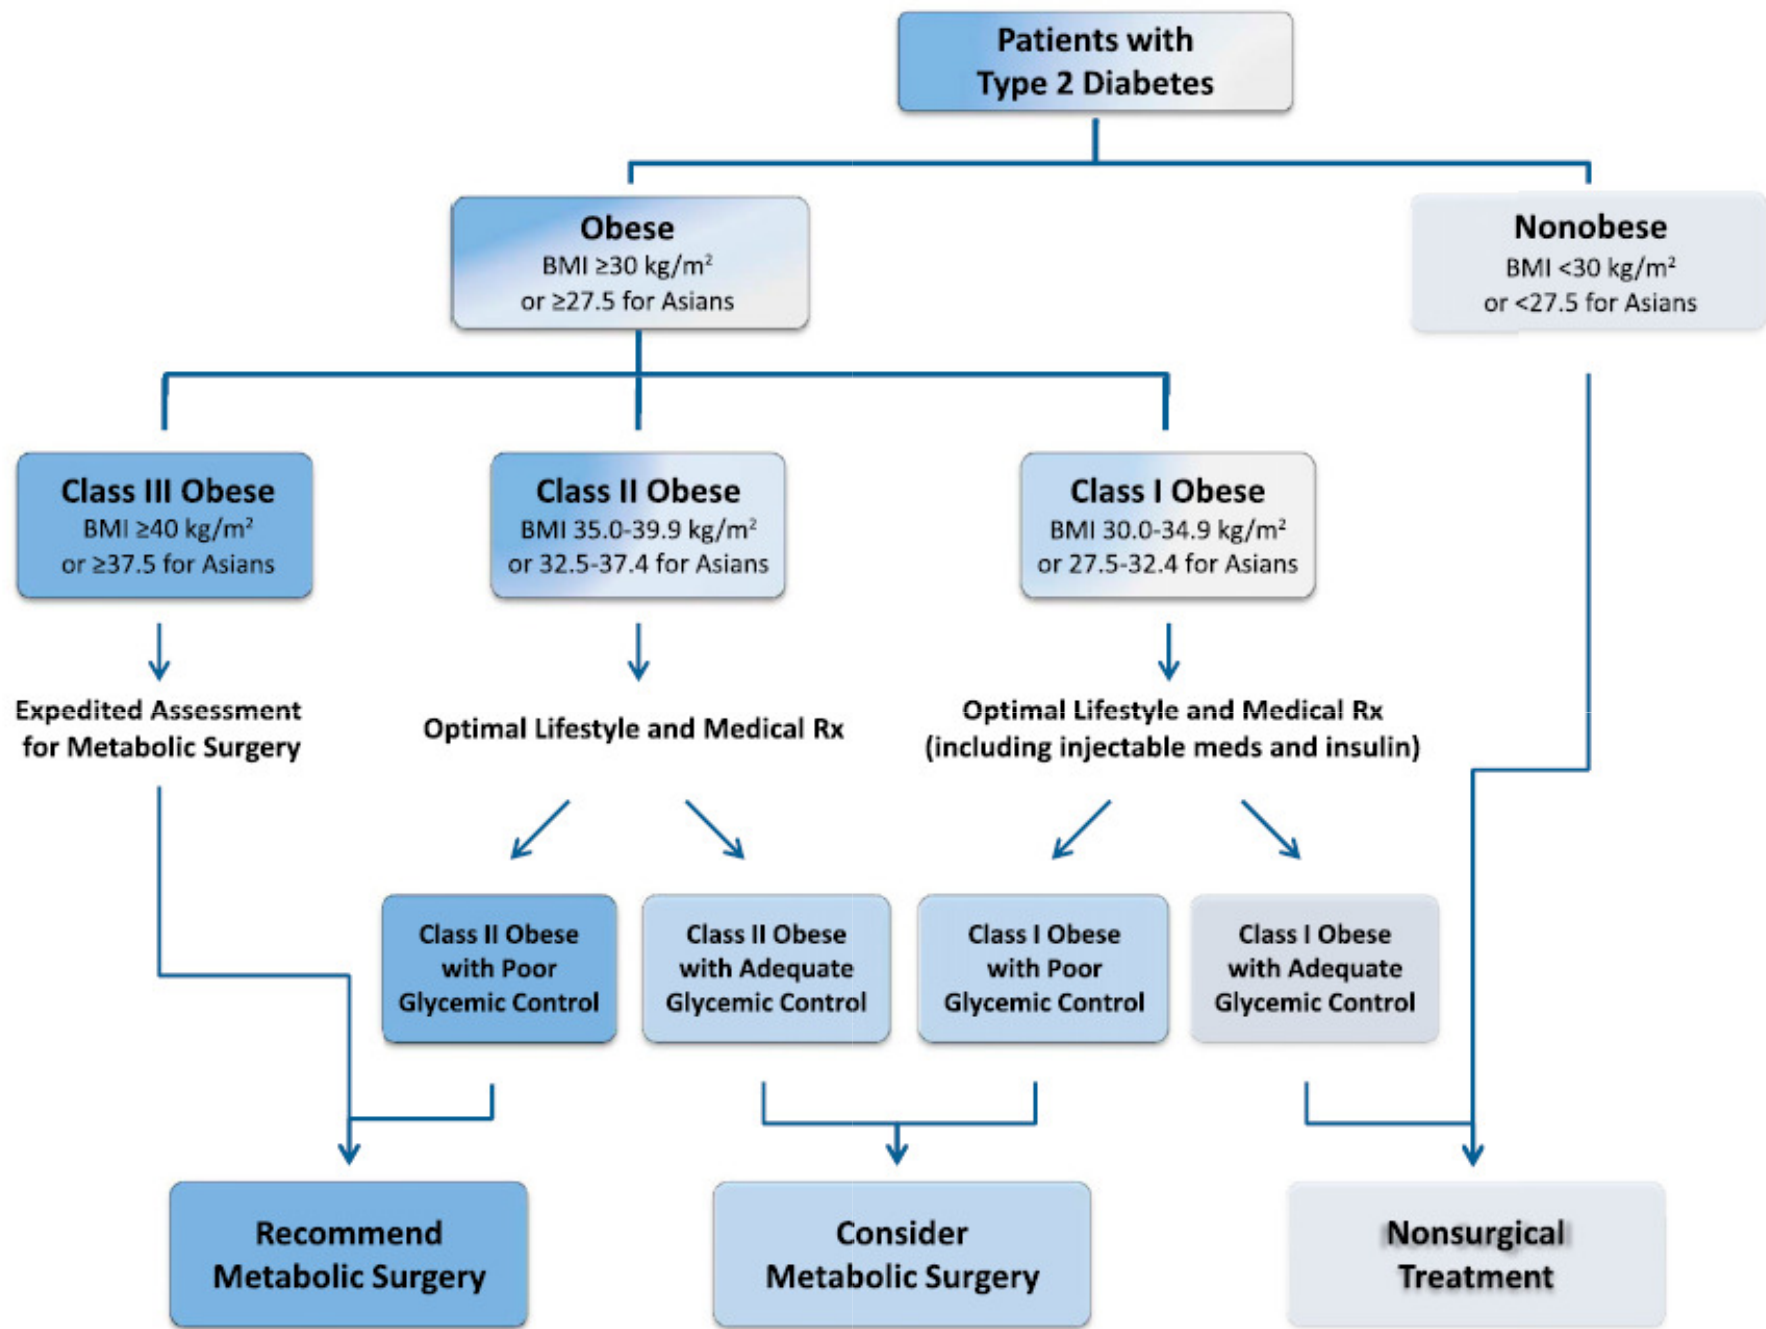 Patients with
Type 2 Diabetes
Obese
BMI ≥30 kg/m²
or ≥27.5 for Asians
Nonobese
BMI <30 kg/m²
or <27.5 for Asians
Class III Obese
BMI ≥40 kg/m²
or ≥37.5 for Asians
Class II Obese
BMI 35.0-39.9 kg/m²
or 32.5-37.4 for Asians
Class I Obese
BMI 30.0-34.9 kg/m²
or 27.5-32.4 for Asians
Expedited Assessment
for Metabolic Surgery
Optimal Lifestyle and Medical Rx
Optimal Lifestyle and Medical Rx
(including injectable meds and insulin)
Class II Obese
with Poor
Glycemic Control
Class II Obese
with Adequate
Glycemic Control
Class I Obese
with Poor
Glycemic Control
Class I Obese
with Adequate
Glycemic Control
Recommend
Metabolic Surgery
Consider
Metabolic Surgery
Nonsurgical
Treatment